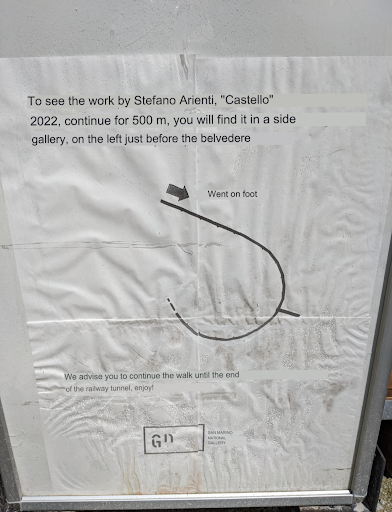 To see the work by Stefano Arienti, "Castello"
2022, continue for 500 m, you will find it in a side
gallery, on the left just before the belvedere
Went on foot
We advise you to continue the walk until the end
of the railway tunnel, enjoy!
Gn
SAN MARINO
NATIONAL
GALLERY